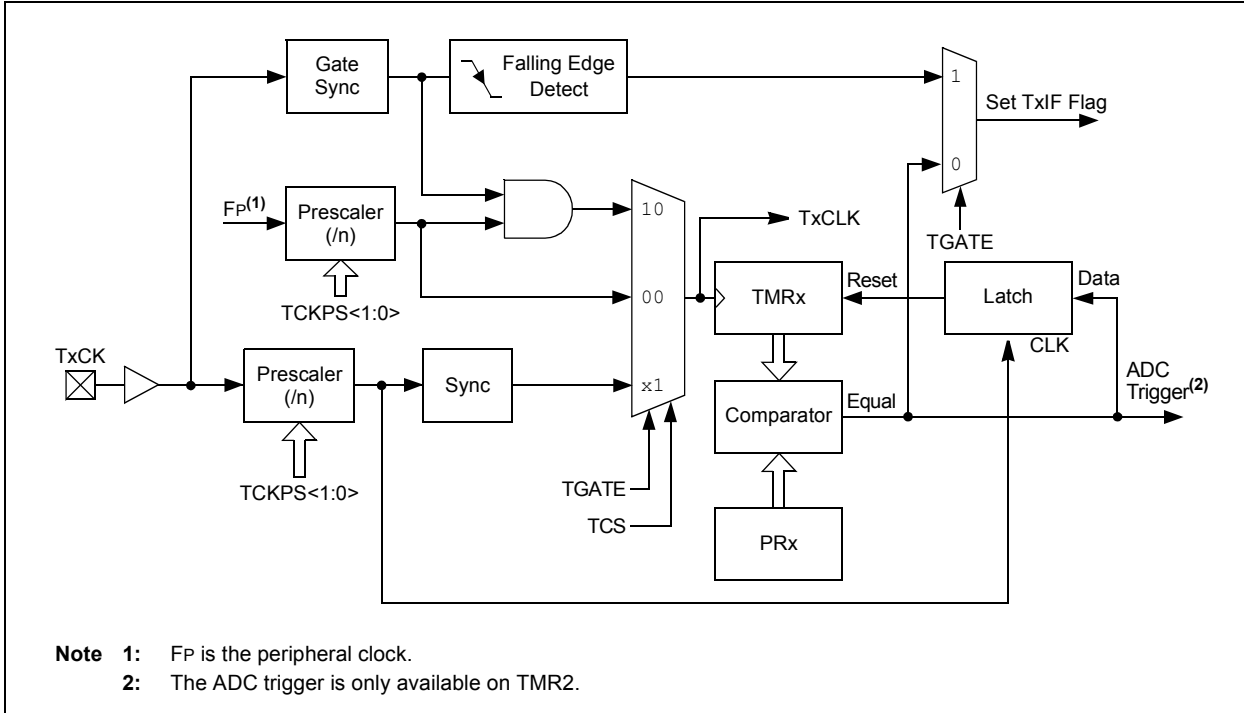 Gate
Sync
Falling Edge
Detect
1
Set TxIF Flag
0
TGATE
FP(1)
Prescaler
(/n)
TCKPS<1:0>
10
00
x1
TxCLK
TMRx
Reset
Latch
Data
CLK
TxCK
Prescaler
(/n)
TCKPS<1:0>
Sync
Comparator
Equal
ADC
Trigger(2)
TGATE
TCS
PRx
Note 1: FP is the peripheral clock.
2: The ADC trigger is only available on TMR2.